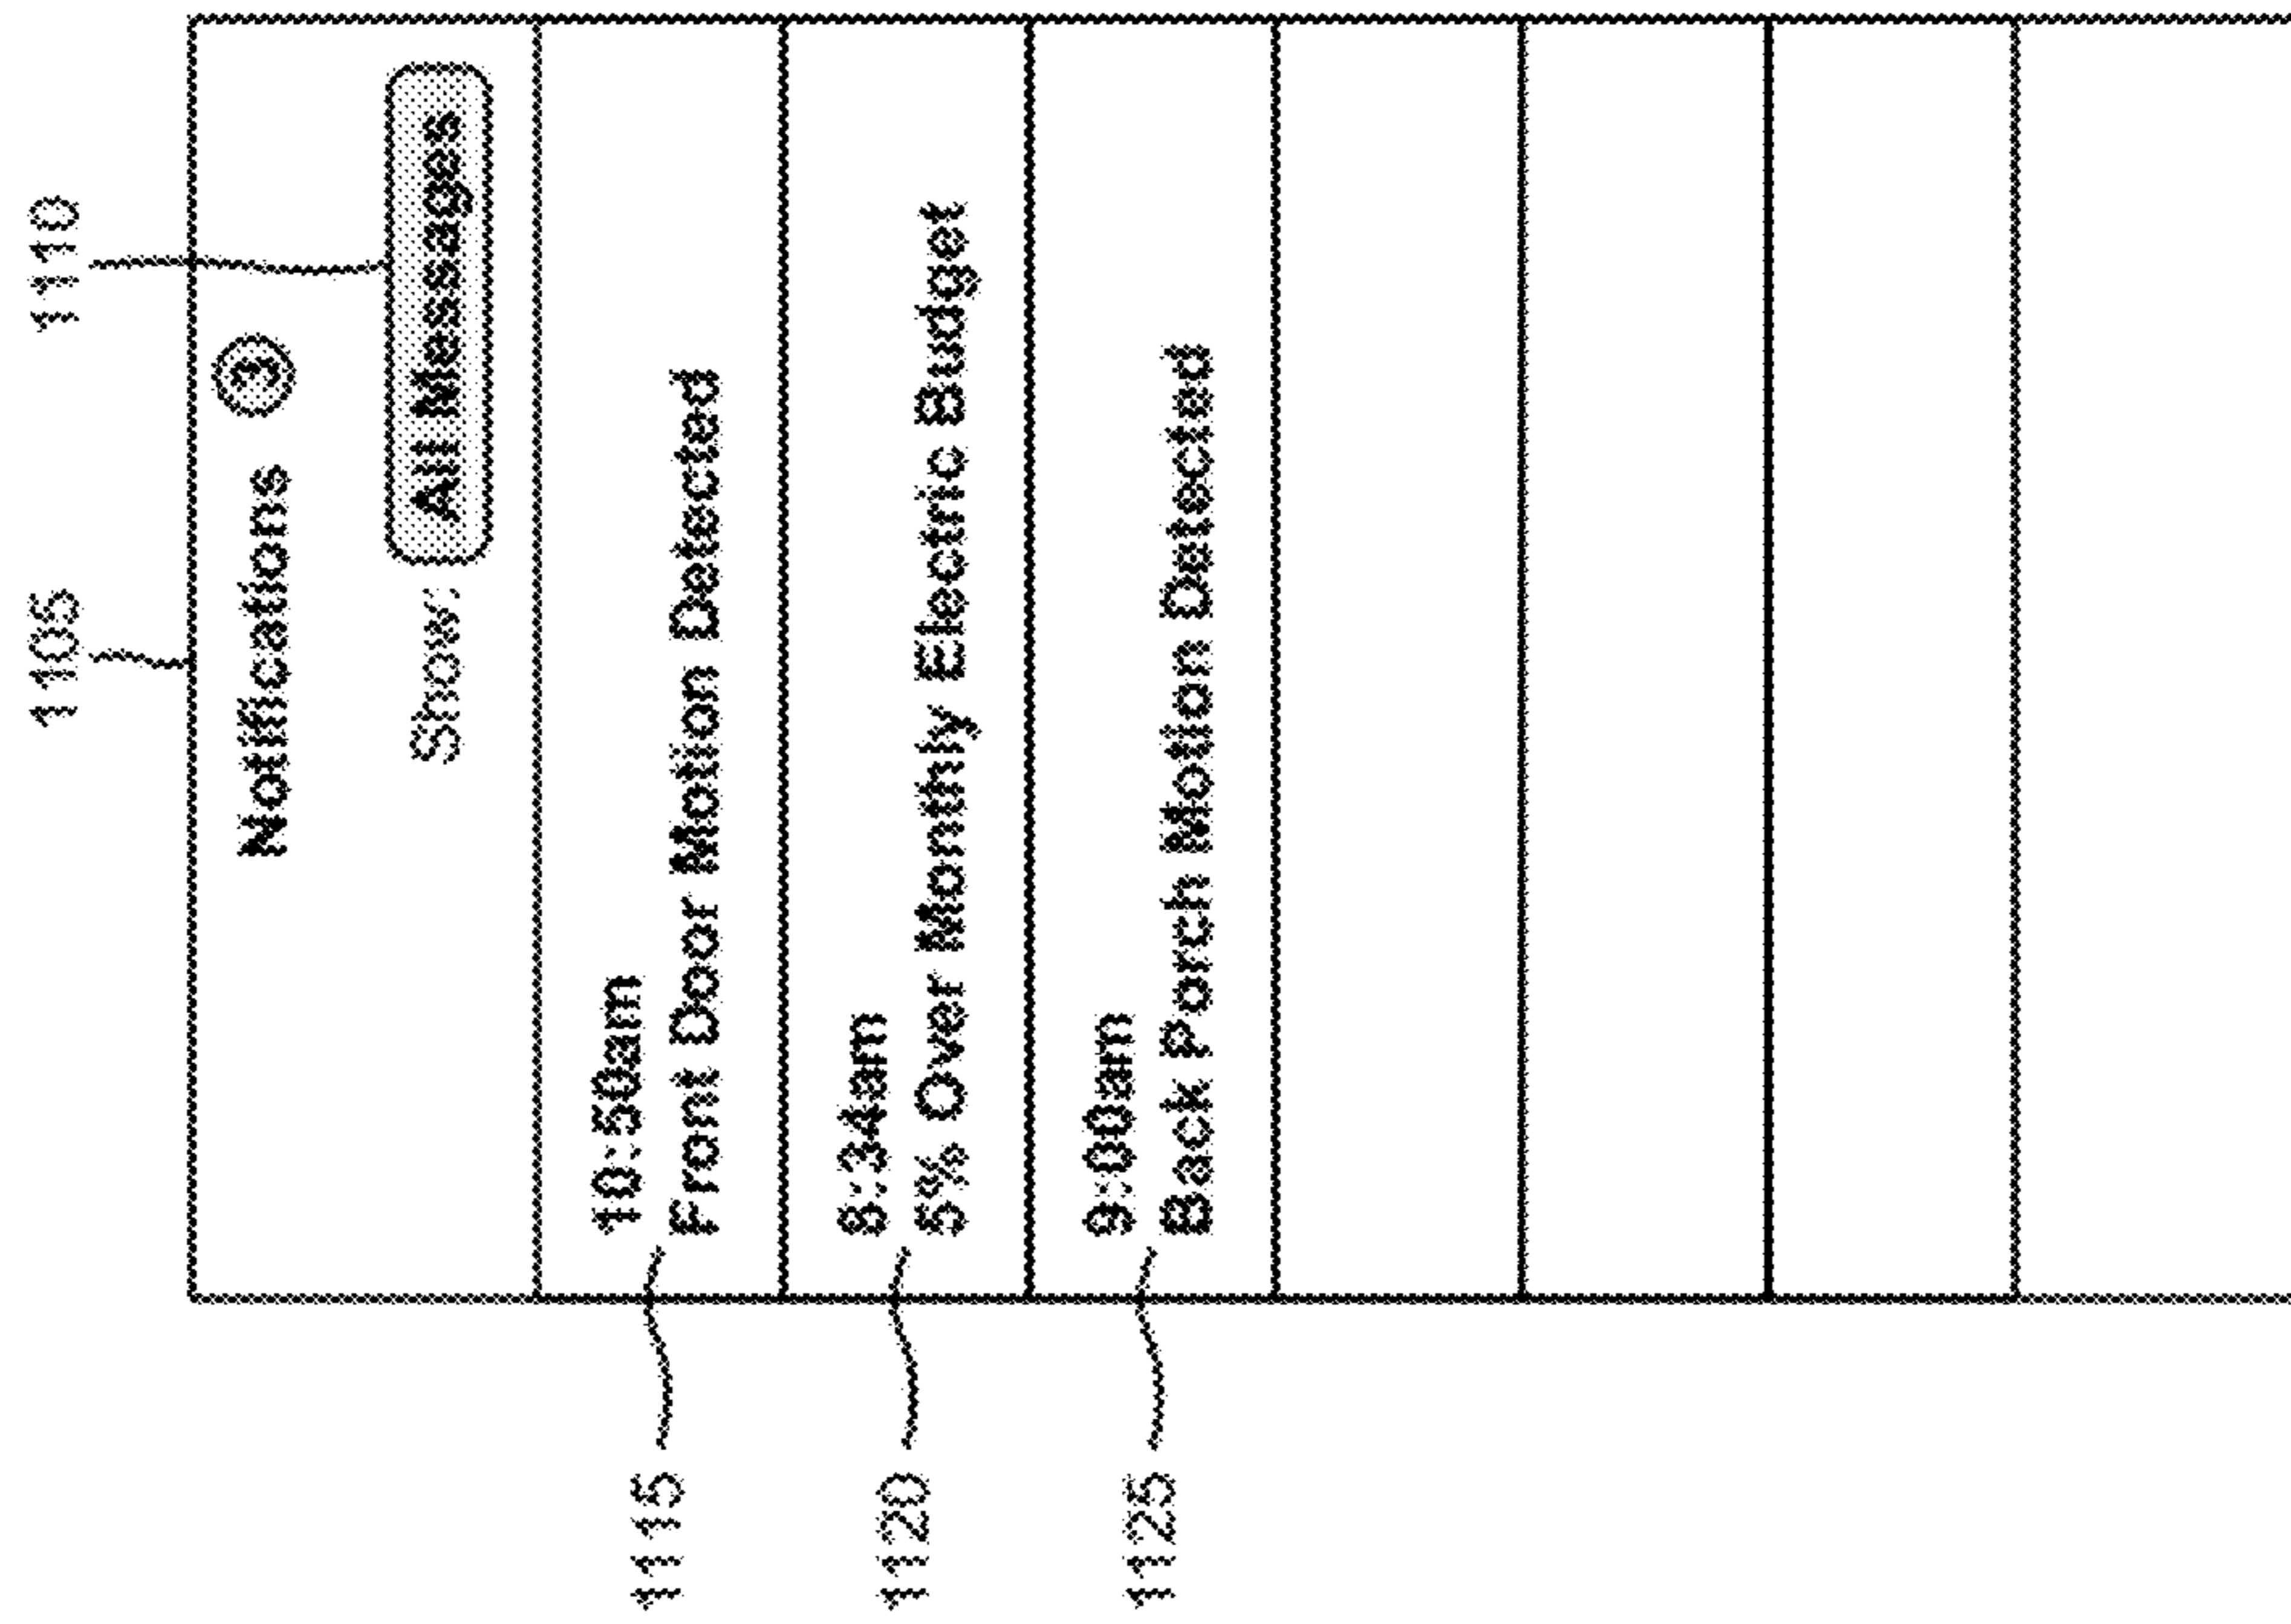 1105
1110
Notifications 3
Show: All Messages
1115
10:50am
Front Door Motion Detected
1120
8:34am
5% Over Monthly Electric Budget
1125
9:00am
Back Porch Motion Detected